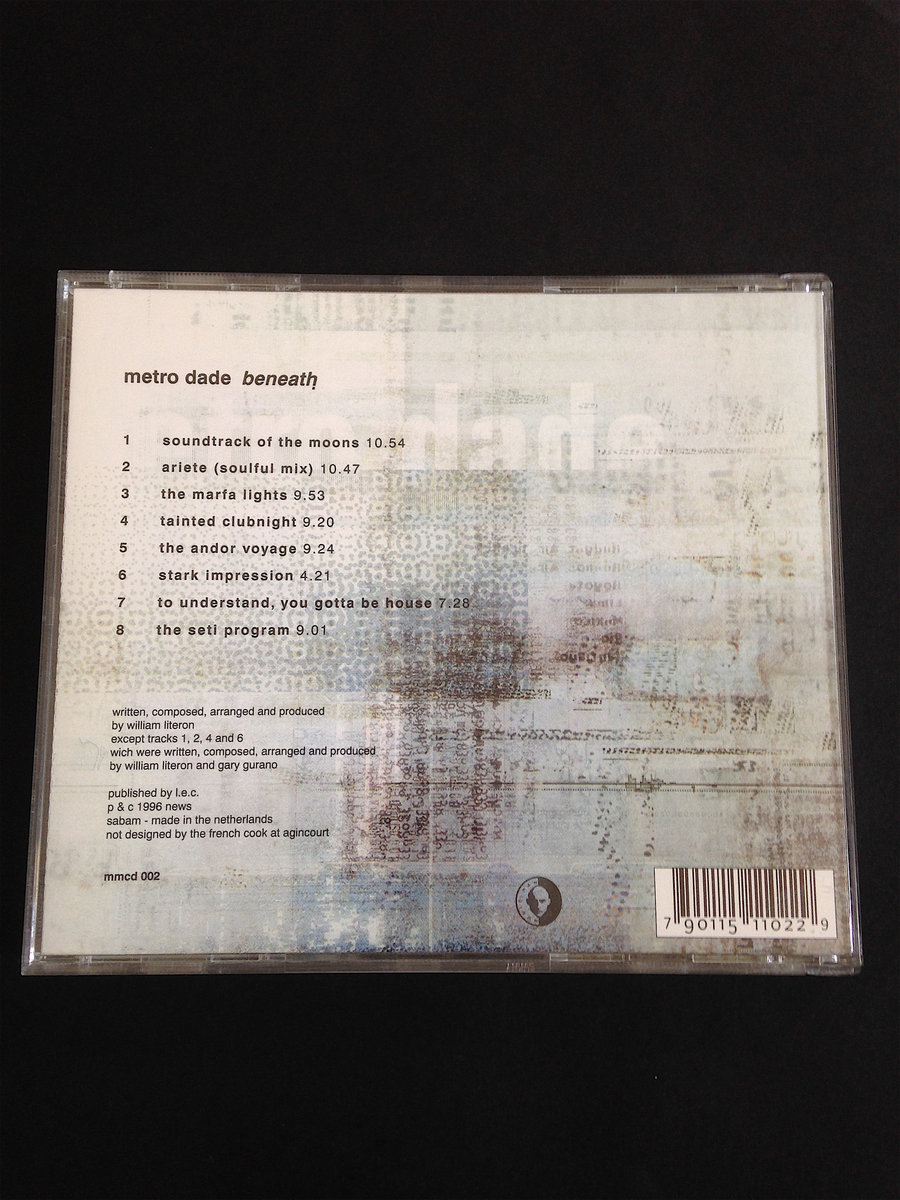 metro dade beneath
1 soundtrack of the moons 10.54
2 ariete (soulful mix) 10.47
3 the marfa lights 9.53
4 tainted clubnight 9.20
5 the andor voyage 9.24
6 stark impression 4.21
7 to understand, you gotta be house 7.28
8 the seti program 9.01
written, composed, arranged and produced
by william literon
except tracks 1, 2, 4 and 6
wich were written, composed, arranged and produced
by william literon and gary gurano
published by l.e.c.
p & c 1996 news
sabam - made in the netherlands
not designed by the french cook at agincourt
mmcd 002
7 90115 11022 9